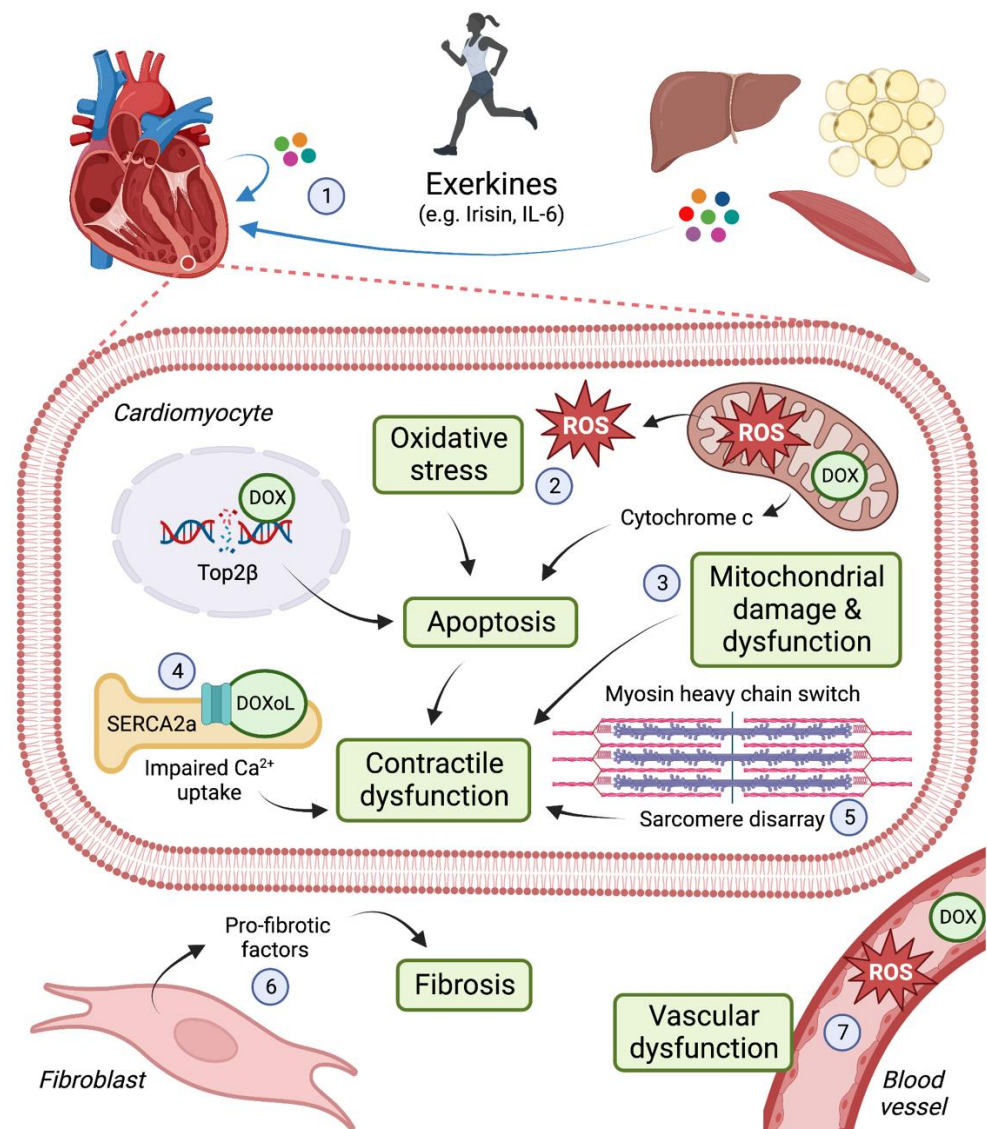 1
Exerkines
(e.g. Irisin, IL-6)
Cardiomyocyte
Oxidative
stress
ROS
ROS
DOX
2
DOX
Top2β
Cytochrome c
3
Mitochondrial
damage &
dysfunction
Apoptosis
4
SERCA2a
DOXoL
Impaired Ca²⁺
uptake
Contractile
dysfunction
Myosin heavy chain switch
Sarcomere disarray
5
Pro-fibrotic
factors
6
Fibrosis
Fibroblast
DOX
ROS
7
Vascular
dysfunction
Blood
vessel